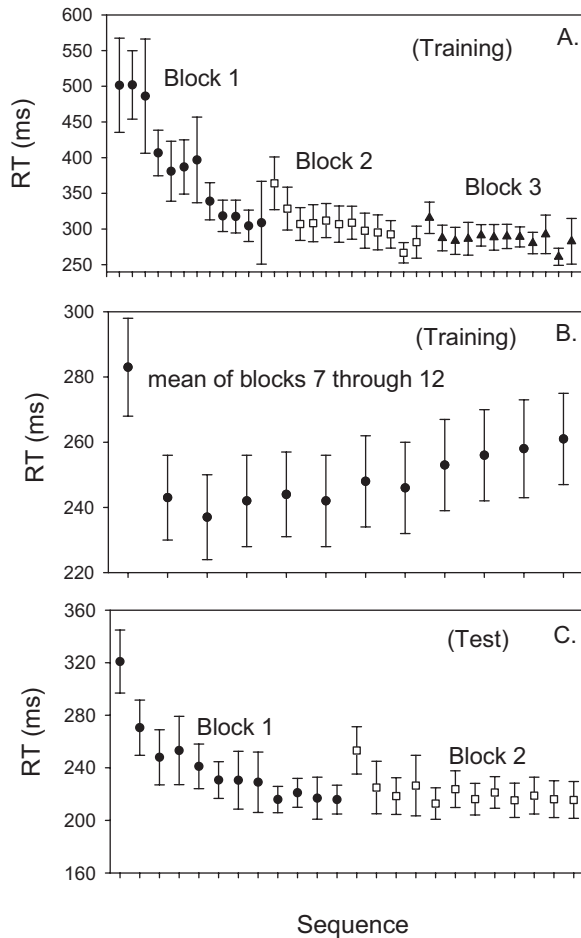 600
550
500
450
400
350
300
250
RT (ms)
(Training)
A.
Block 1
Block 2
Block 3
300
280
260
240
220
RT (ms)
(Training)
B.
mean of blocks 7 through 12
360
320
270
220
200
160
RT (ms)
(Test)
C.
Block 1
Block 2
Sequence